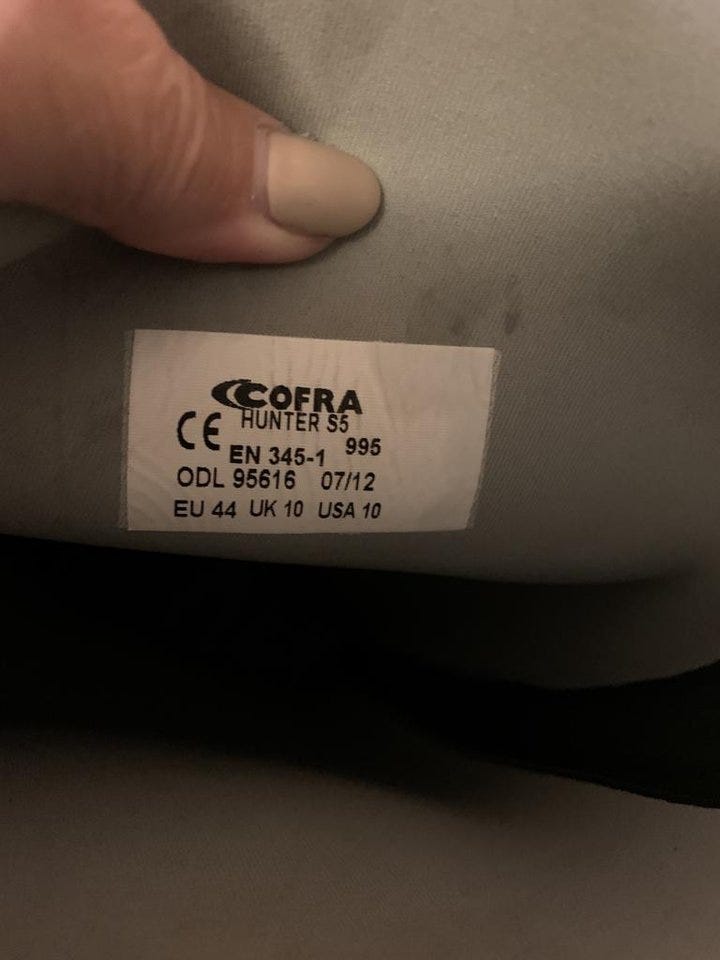 COFRA
HUNTER S5
CE EN 345-1 995
ODL 95616 07/12
EU 44 UK 10 USA 10